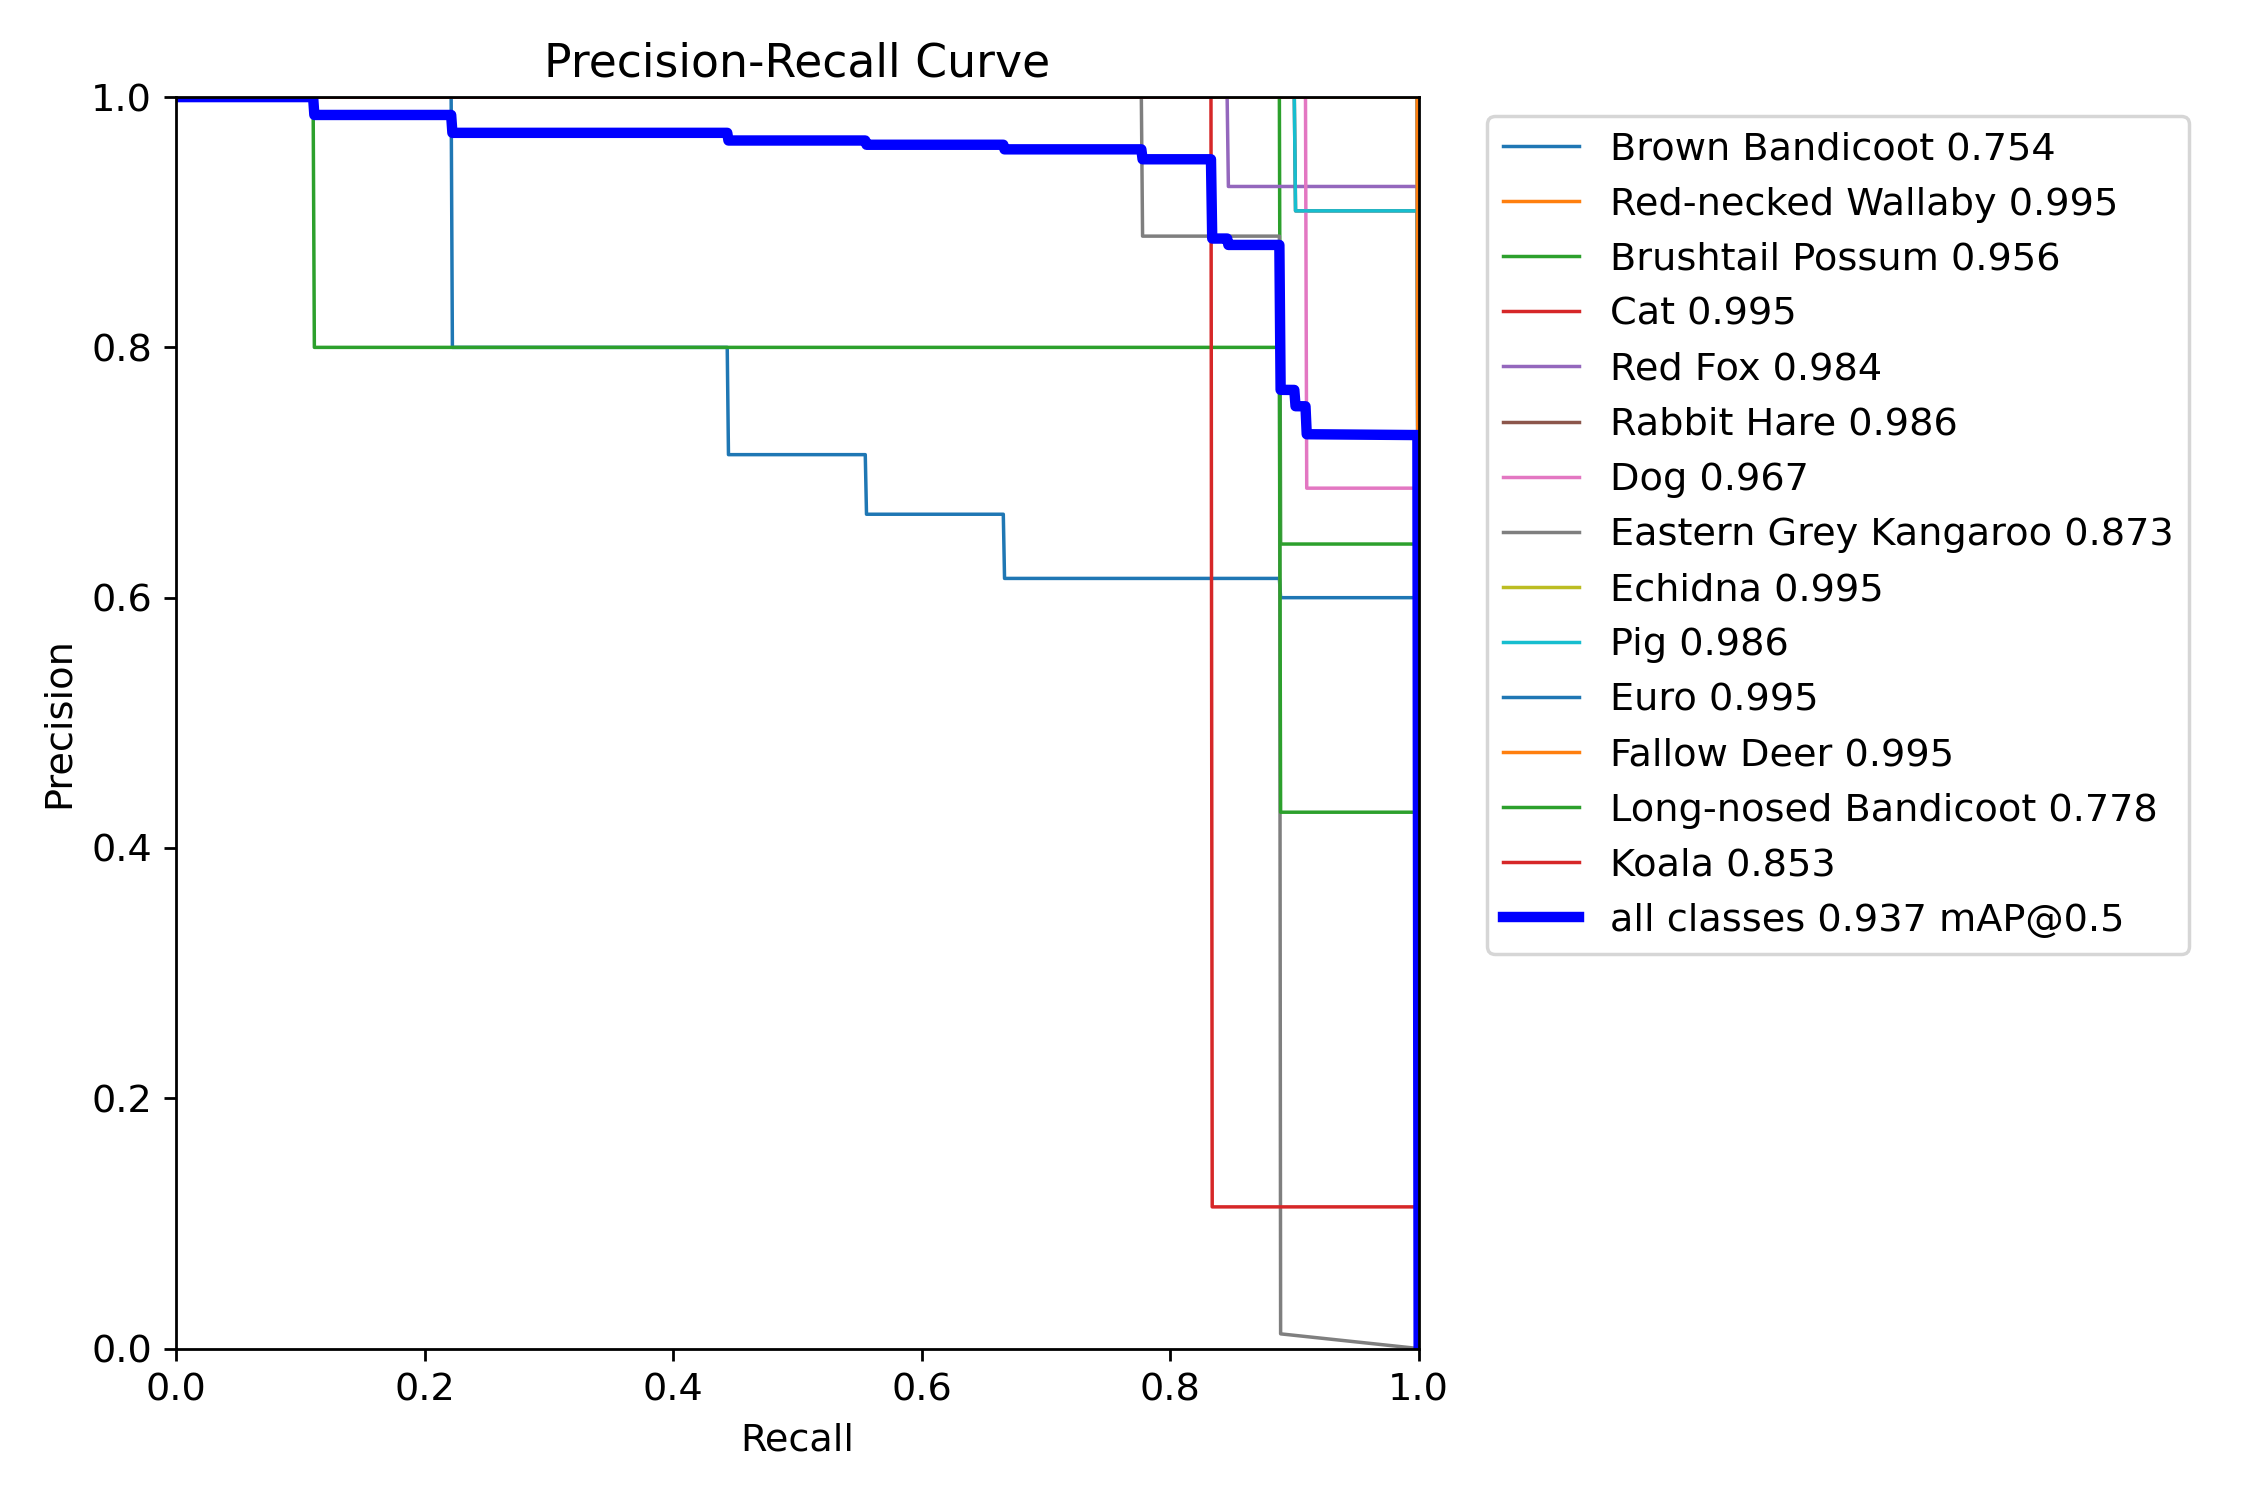 Precision-Recall Curve
1.0
0.8
0.6
0.4
0.2
0.0
Precision
0.0 0.2 0.4 0.6 0.8 1.0
Recall
Brown Bandicoot 0.754
Red-necked Wallaby 0.995
Brushtail Possum 0.956
Cat 0.995
Red Fox 0.984
Rabbit Hare 0.986
Dog 0.967
Eastern Grey Kangaroo 0.873
Echidna 0.995
Pig 0.986
Euro 0.995
Fallow Deer 0.995
Long-nosed Bandicoot 0.778
Koala 0.853
all classes 0.937 mAP@0.5